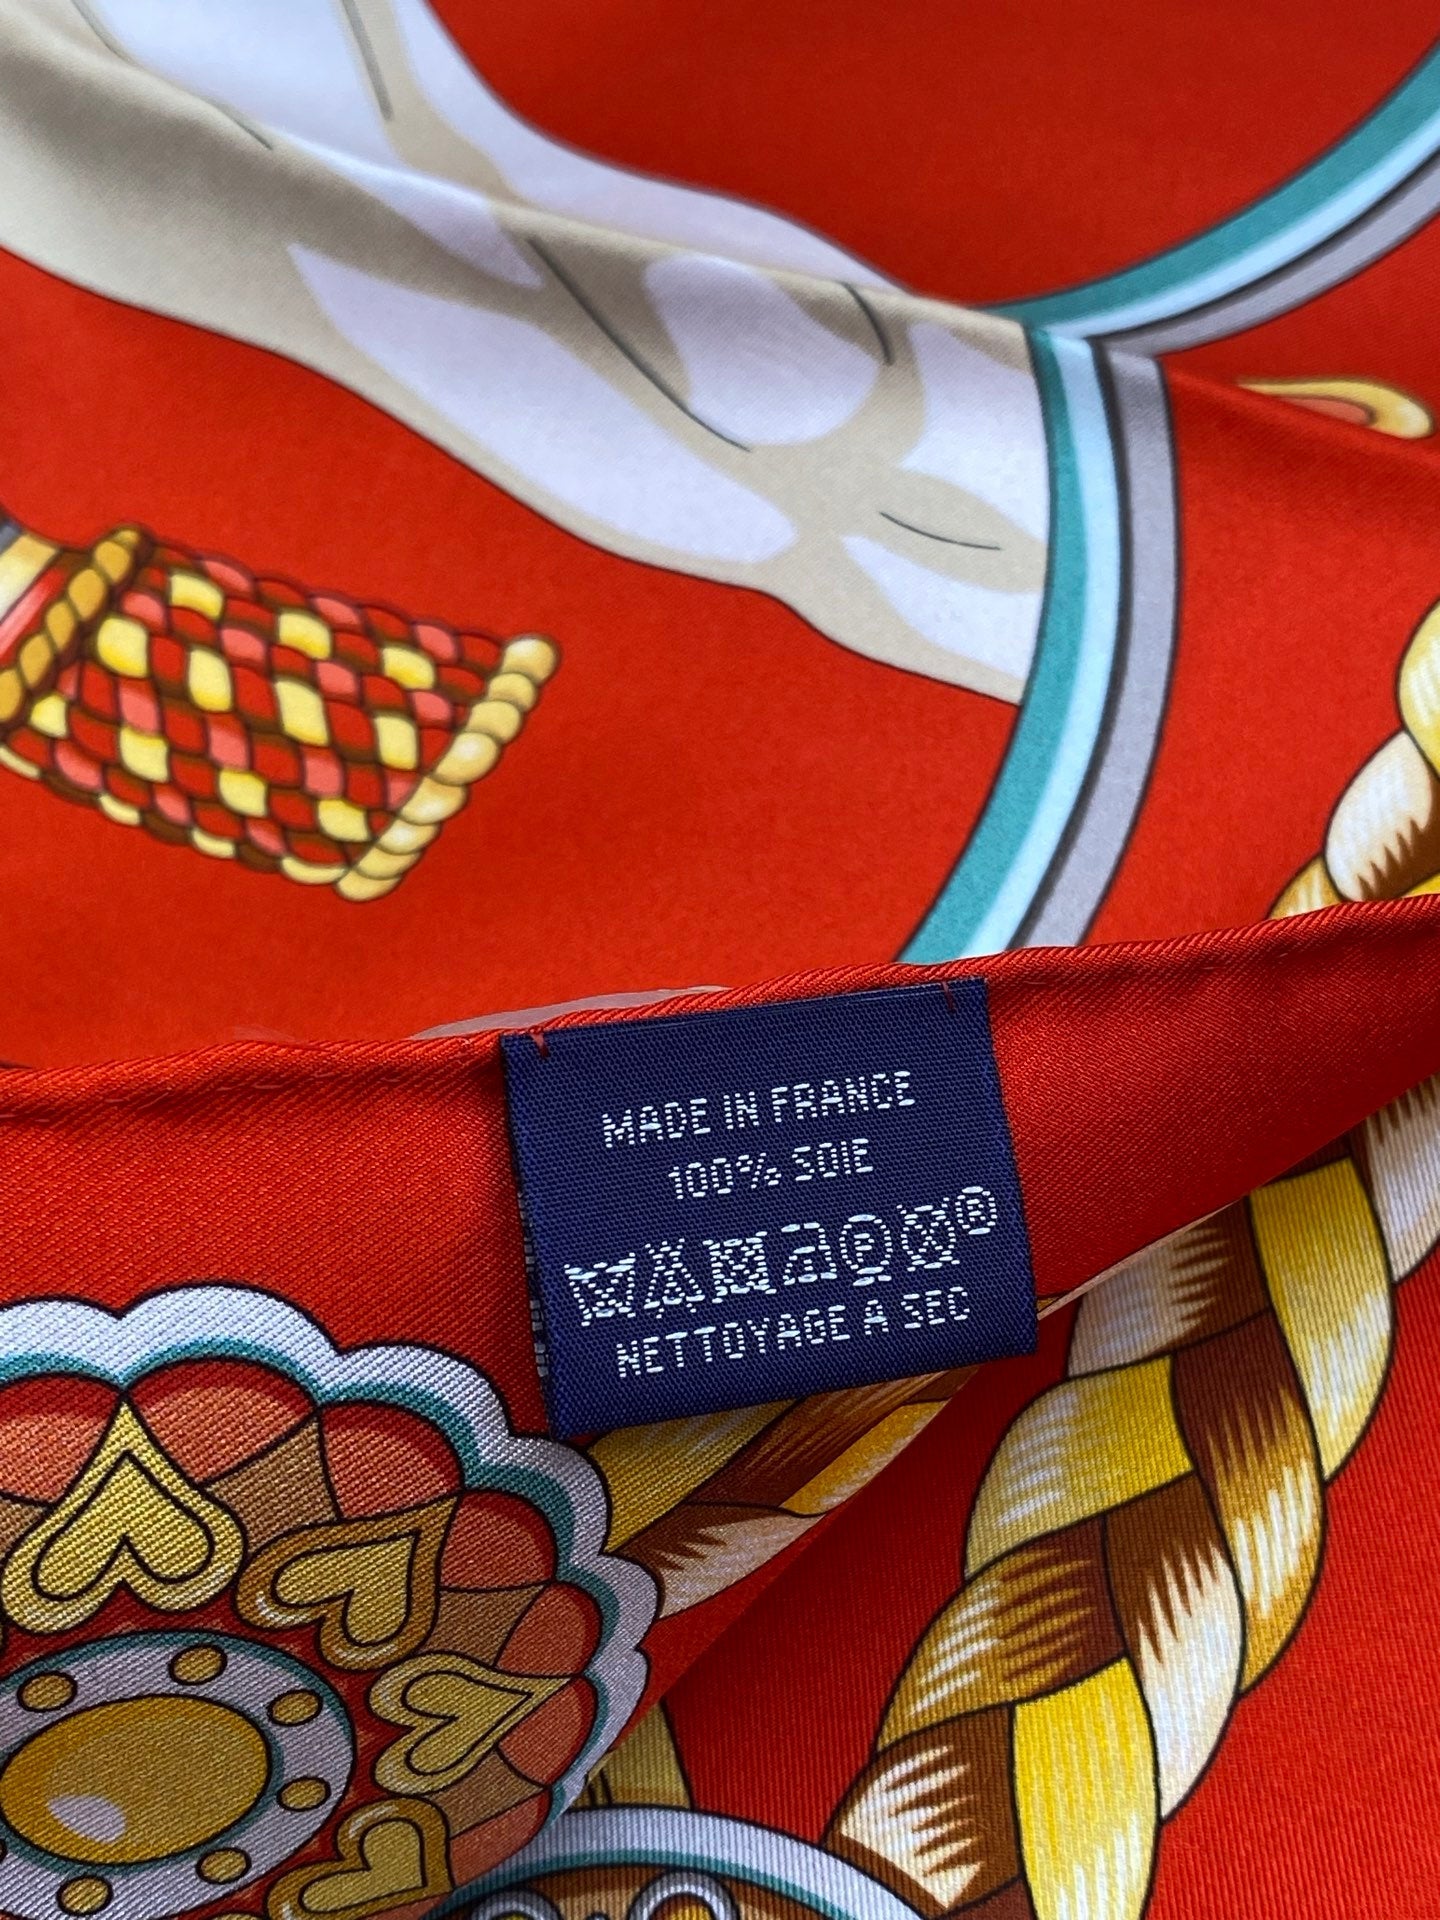 MADE IN FRANCE
100% SOIE
P ®
NETTOYAGE A SEC